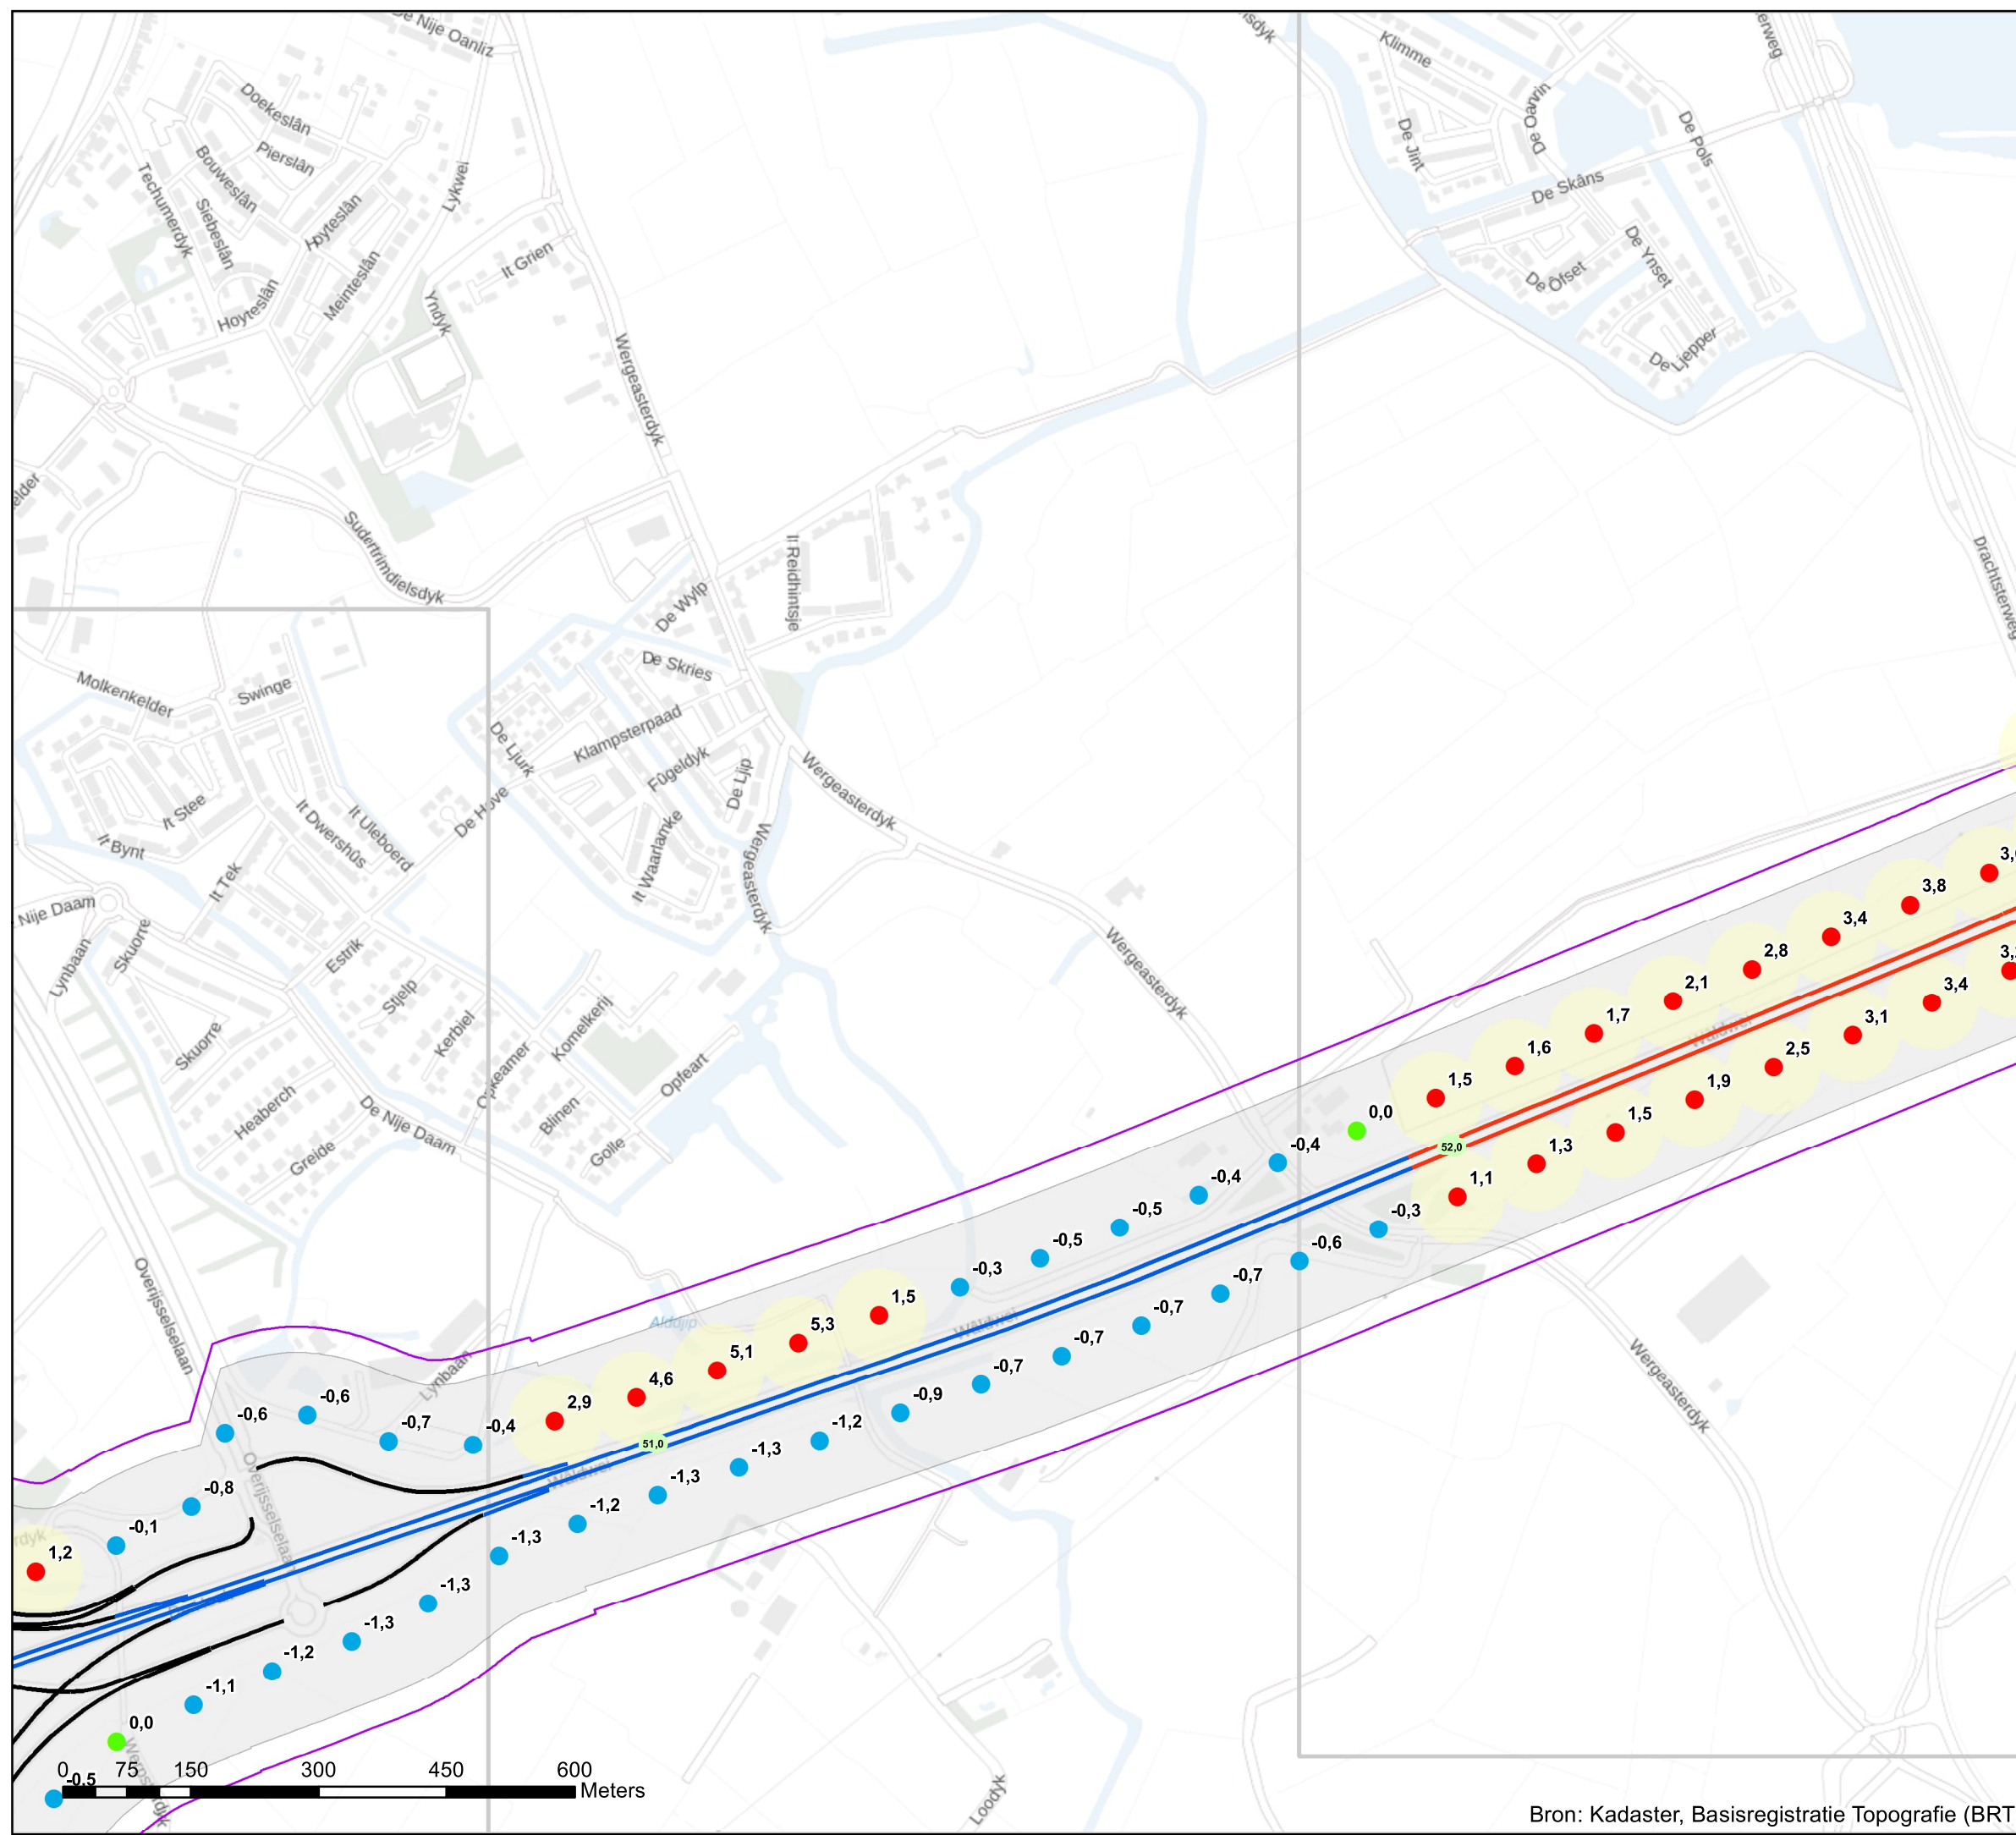 De Nije Oanliz
Klimme
Doekeslân
Pierslân
Bouweslân
Techumerdyk
Siebeslân
Hoyteslân
Lykwei
Meinteslân
Hoyteslân
It Grien
Yndyk
De Jint
De Oanrin
De Pols
De Skâns
De Ynset
De Ôfset
De Ljepper
Wergeasterdyk
Sudertrimdielsdyk
It Reidhintsje
De Wylp
De Skries
Drachtsterweg
Molkenkelder
Swinge
De Ljurk
Klampsterpaad
Fûgeldyk
De Ljip
De Hove
It Stee
It Bynt
It Dwershûs
It Uleboerd
It Tek
It Waarlamke
Wergeasterdyk
Wergeasterdyk
Nije Daam
Lynbaan
Skuorre
Estrik
Stjelp
Kerbiel
Komelkerij
Opkeamer
Opfeart
Skuorre
Heaberch
Greide
De Nije Daam
Blinen
Golle
Wergeasterdyk
3,8
3,4
2,8
2,1
1,7
1,6
1,5
0,0
-0,4
-0,4
-0,5
-0,5
-0,3
1,5
5,3
5,1
4,6
2,9
-0,4
-0,7
-0,6
-0,6
-0,8
-0,1
1,2
3,4
3,1
2,5
1,9
1,5
1,3
1,1
-0,3
-0,6
-0,7
-0,7
-0,7
-0,7
-0,9
-1,2
-1,3
-1,3
-1,2
-1,3
-1,3
-1,3
-1,2
-1,1
0,0
-0,5
52,0
51,0
Wâldwei
Wâldwei
Wâldwei
Aldojip
Overijsselselaan
Overijsselselaan
Lynbaan
Wergeasterdyk
Loodyk
0 75 150 300 450 600
Meters
Bron: Kadaster, Basisregistratie Topografie (BRT